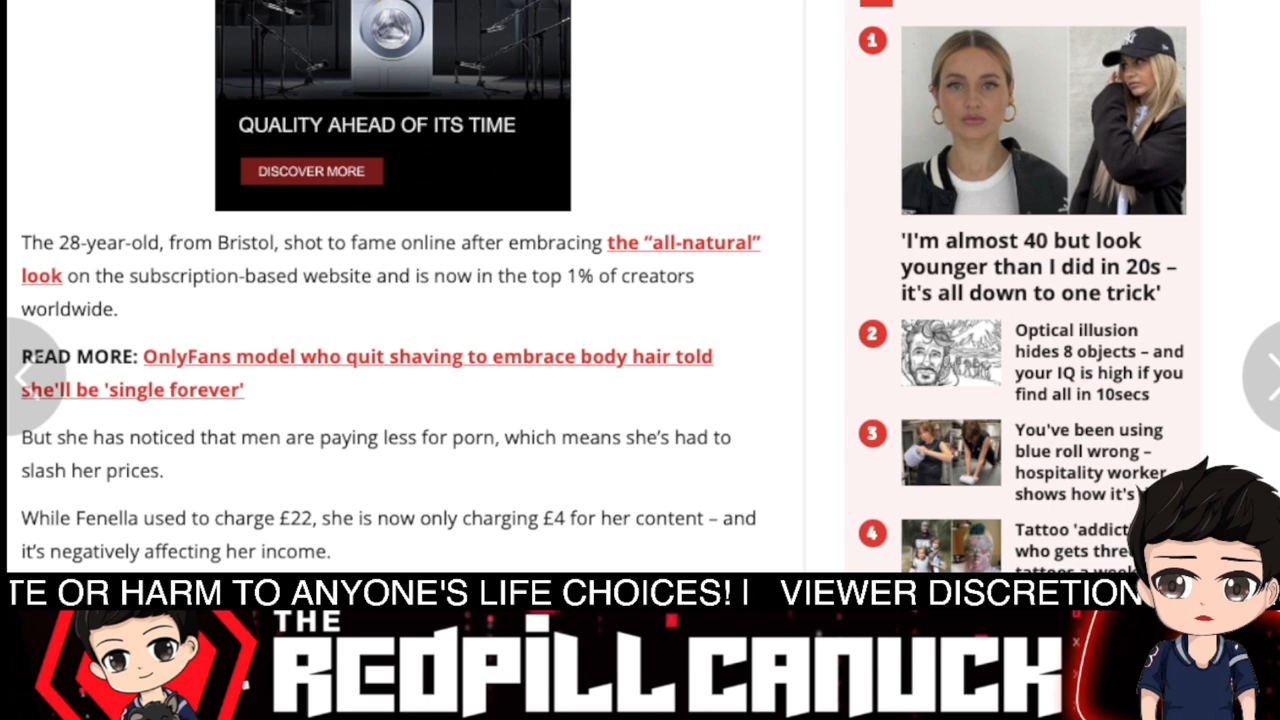 QUALITY AHEAD OF ITS TIME
DISCOVER MORE
The 28-year-old, from Bristol, shot to fame online after embracing the “all-natural”
look on the subscription-based website and is now in the top 1% of creators
worldwide.
READ MORE: OnlyFans model who quit shaving to embrace body hair told
she'll be 'single forever'
But she has noticed that men are paying less for porn, which means she’s had to
slash her prices.
While Fenella used to charge £22, she is now only charging £4 for her content – and
it’s negatively affecting her income.
1
'I'm almost 40 but look
younger than I did in 20s –
it's all down to one trick'
2
Optical illusion
hides 8 objects – and
your IQ is high if you
find all in 10secs
3
You've been using
blue roll wrong –
hospitality worker
shows how it's
4
Tattoo 'addict
who gets three
tattoos a week
TE OR HARM TO ANYONE'S LIFE CHOICES! | VIEWER DISCRETION
THE
REDPILL CANUCK